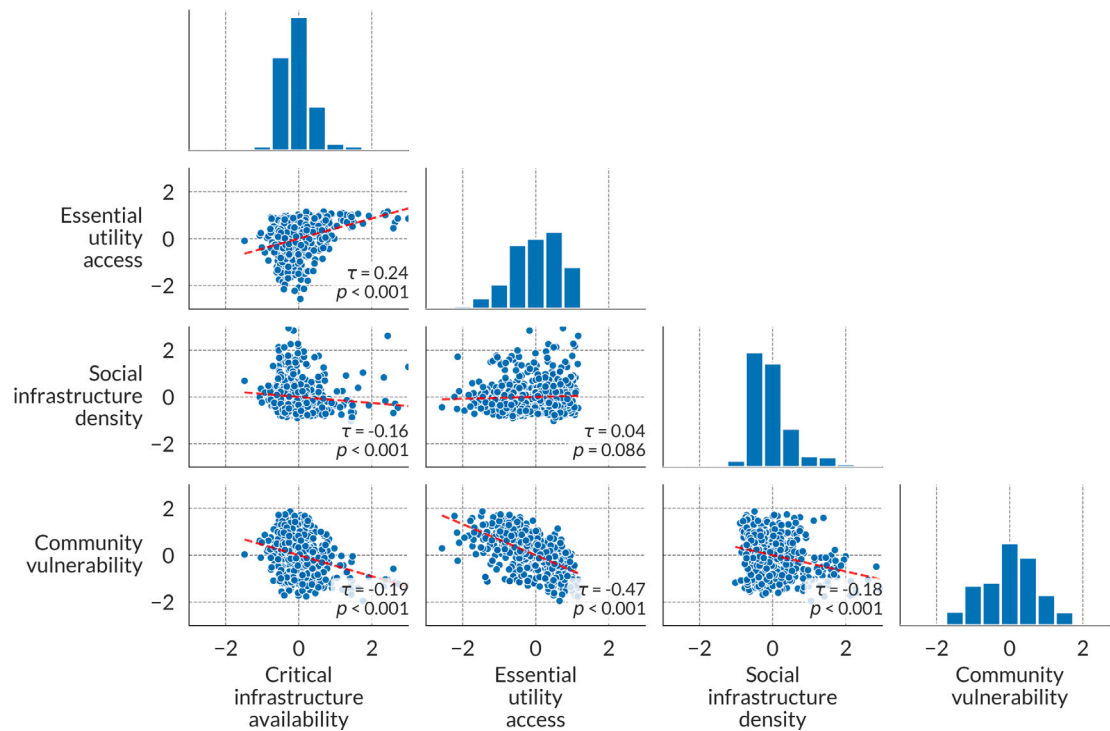 2
0
−2
Essential
utility
access
τ = 0.24
p < 0.001
2
0
−2
Social
infrastructure
density
τ = -0.16
p < 0.001
τ = 0.04
p = 0.086
2
0
−2
Community
vulnerability
τ = -0.19
p < 0.001
τ = -0.47
p < 0.001
τ = -0.18
p < 0.001
−2 0 2
Critical
infrastructure
availability
−2 0 2
Essential
utility
access
−2 0 2
Social
infrastructure
density
−2 0 2
Community
vulnerability